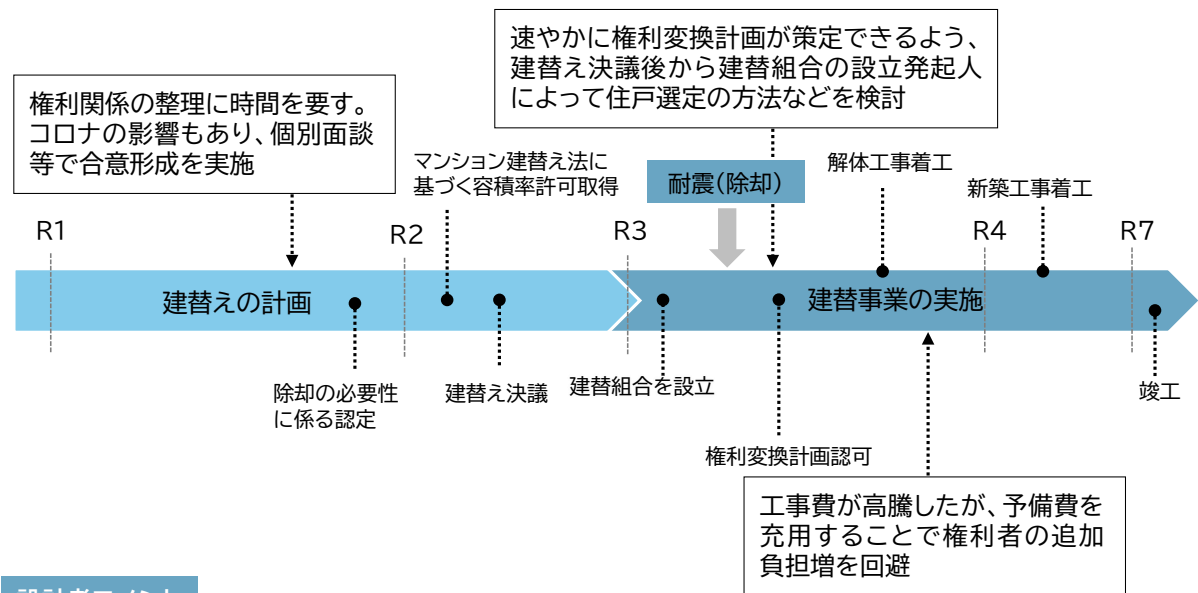 速やかに権利変換計画が策定できるよう、
建替え決議後から建替組合の設立発起人
によって住戸選定の方法などを検討
権利関係の整理に時間を要す。
コロナの影響もあり、個別面談
等で合意形成を実施
マンション建替え法に
基づく容積率許可取得
耐震(除却)
解体工事着工
新築工事着工
R1
R2
R3
R4
R7
建替えの計画
建替事業の実施
除却の必要性
に係る認定
建替え決議
建替組合を設立
竣工
権利変換計画認可
工事費が高騰したが、予備費を
充用することで権利者の追加
負担増を回避